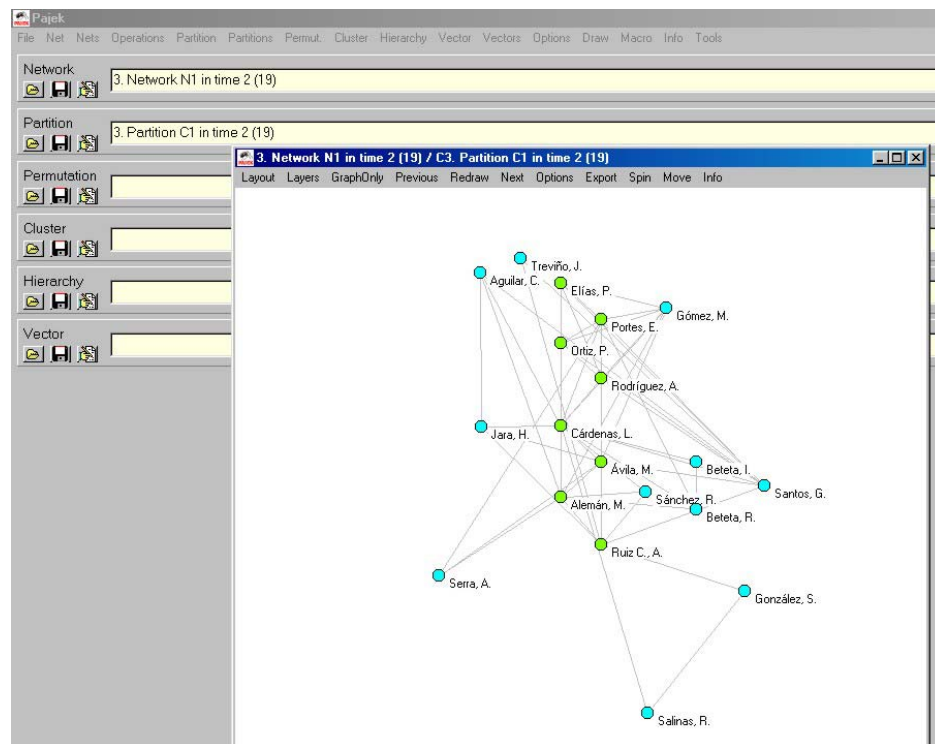 Pajek
File Net Nets Operations Partition Partitions Permut. Cluster Hierarchy Vector Vectors Options Draw Macro Info Tools
Network
3. Network N1 in time 2 (19)
Partition
3. Partition C1 in time 2 (19)
Permutation
Cluster
Hierarchy
Vector
3. Network N1 in time 2 (19) / C3. Partition C1 in time 2 (19)
Layout Layers GraphOnly Previous Redraw Next Options Export Spin Move Info
Treviño, J.
Aguilar, C.
Elías, P.
Gómez, M.
Portes, E.
Ortiz, P.
Rodríguez, A.
Jara, H.
Cárdenas, L.
Ávila, M.
Beteta, I.
Santos, G.
Alemán, M.
Sánchez, R.
Beteta, R.
Ruiz C., A.
Serra, A.
González, S.
Salinas, R.